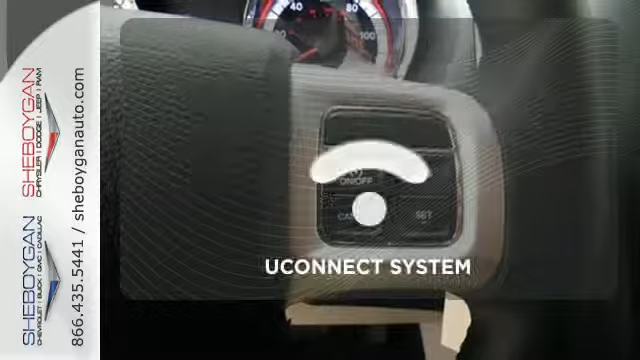 SHEBOYGAN
CHRYSLER | DODGE | JEEP | RAM
SHEBOYGAN
CHEVROLET | BUICK | GMC | CADILLAC
866.435.5441 / sheboyganauto.com
40
80
100
ON/OFF
SET
UCONNECT SYSTEM